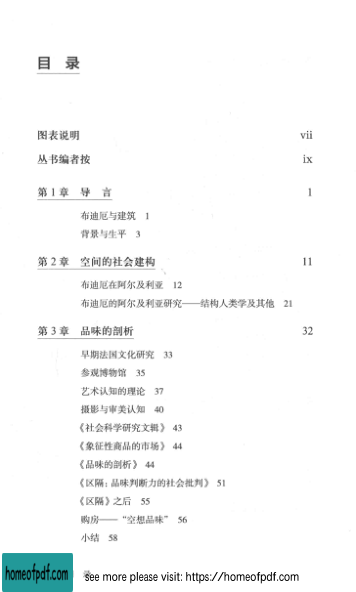 目 录
图表说明 vii
丛书编者按 ix
第 1 章 导 言 1
布迪厄与建筑 1
背景与生平 3
第 2 章 空间的社会建构 11
布迪厄在阿尔及利亚 12
布迪厄的阿尔及利亚研究——结构人类学及其他 21
第 3 章 品味的剖析 32
早期法国文化研究 33
参观博物馆 35
艺术认知的理论 37
摄影与审美认知 40
《社会科学研究文辑》 43
《象征性商品的市场》 44
《品味的剖析》 44
《区隔：品味判断力的社会批判》 51
《区隔》之后 55
购房——“空想品味” 56
小结 58
homeofpdf.com
see more please visit: https://homeofpdf.com